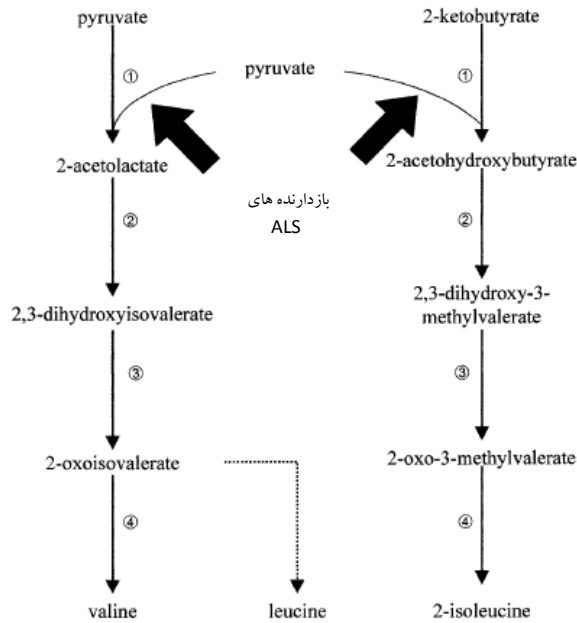 pyruvate
2-ketobutyrate
①
pyruvate
①
2-acetolactate
2-acetohydroxybutyrate
بازدارنده های
ALS
②
②
2,3-dihydroxyisovalerate
2,3-dihydroxy-3-
methylvalerate
③
③
2-oxoisovalerate
2-oxo-3-methylvalerate
④
④
valine
leucine
2-isoleucine